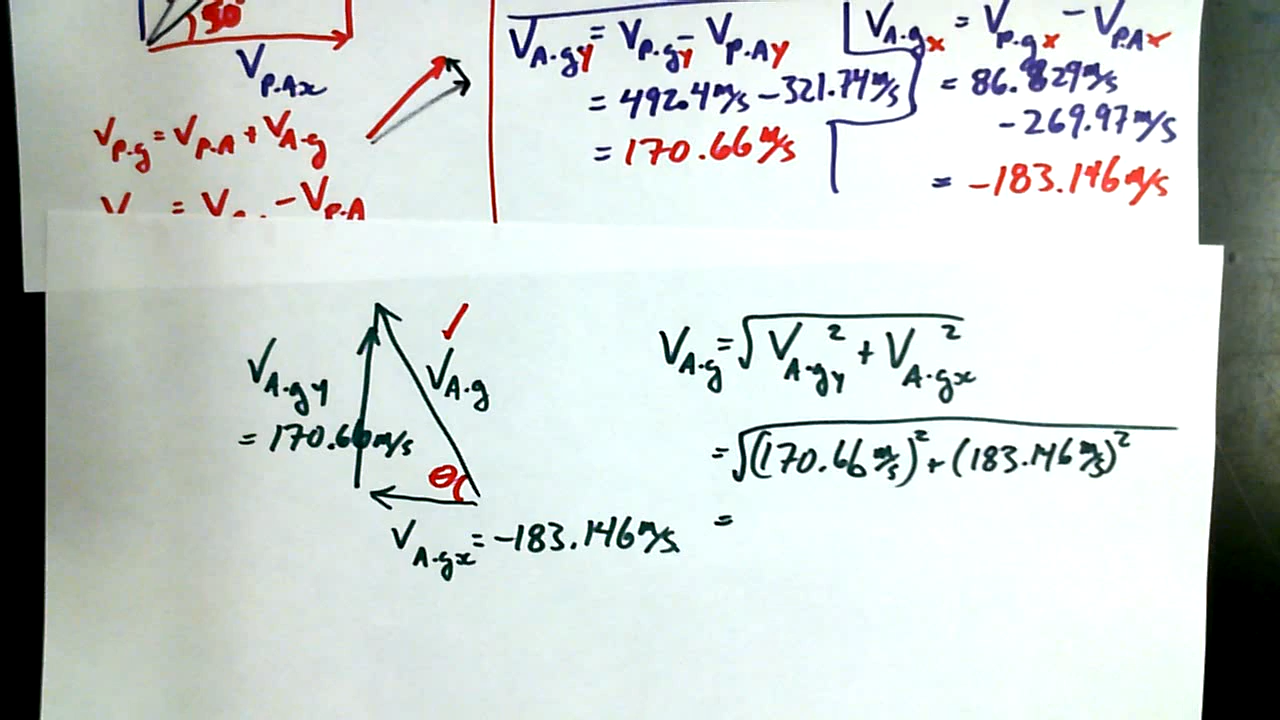 50°
V_P·Ax
V_P·g = V_P·A + V_A·g
= V - V_P·A
V_A·gy = V_P·gy - V_P·Ay
= 492.4 m/s - 321.74 m/s
= 170.66 m/s
V_A·gx = V_P·gx - V_P·Ax
= 86.829 m/s
- 269.97 m/s
= -183.146 m/s
V_A·gy
= 170.66 m/s
✓
V_A·g
θ
V_A·gx = -183.146 m/s
V_A·g = √(V_A·gy² + V_A·gx²)
= √((170.66 m/s)² + (183.146 m/s)²)
=